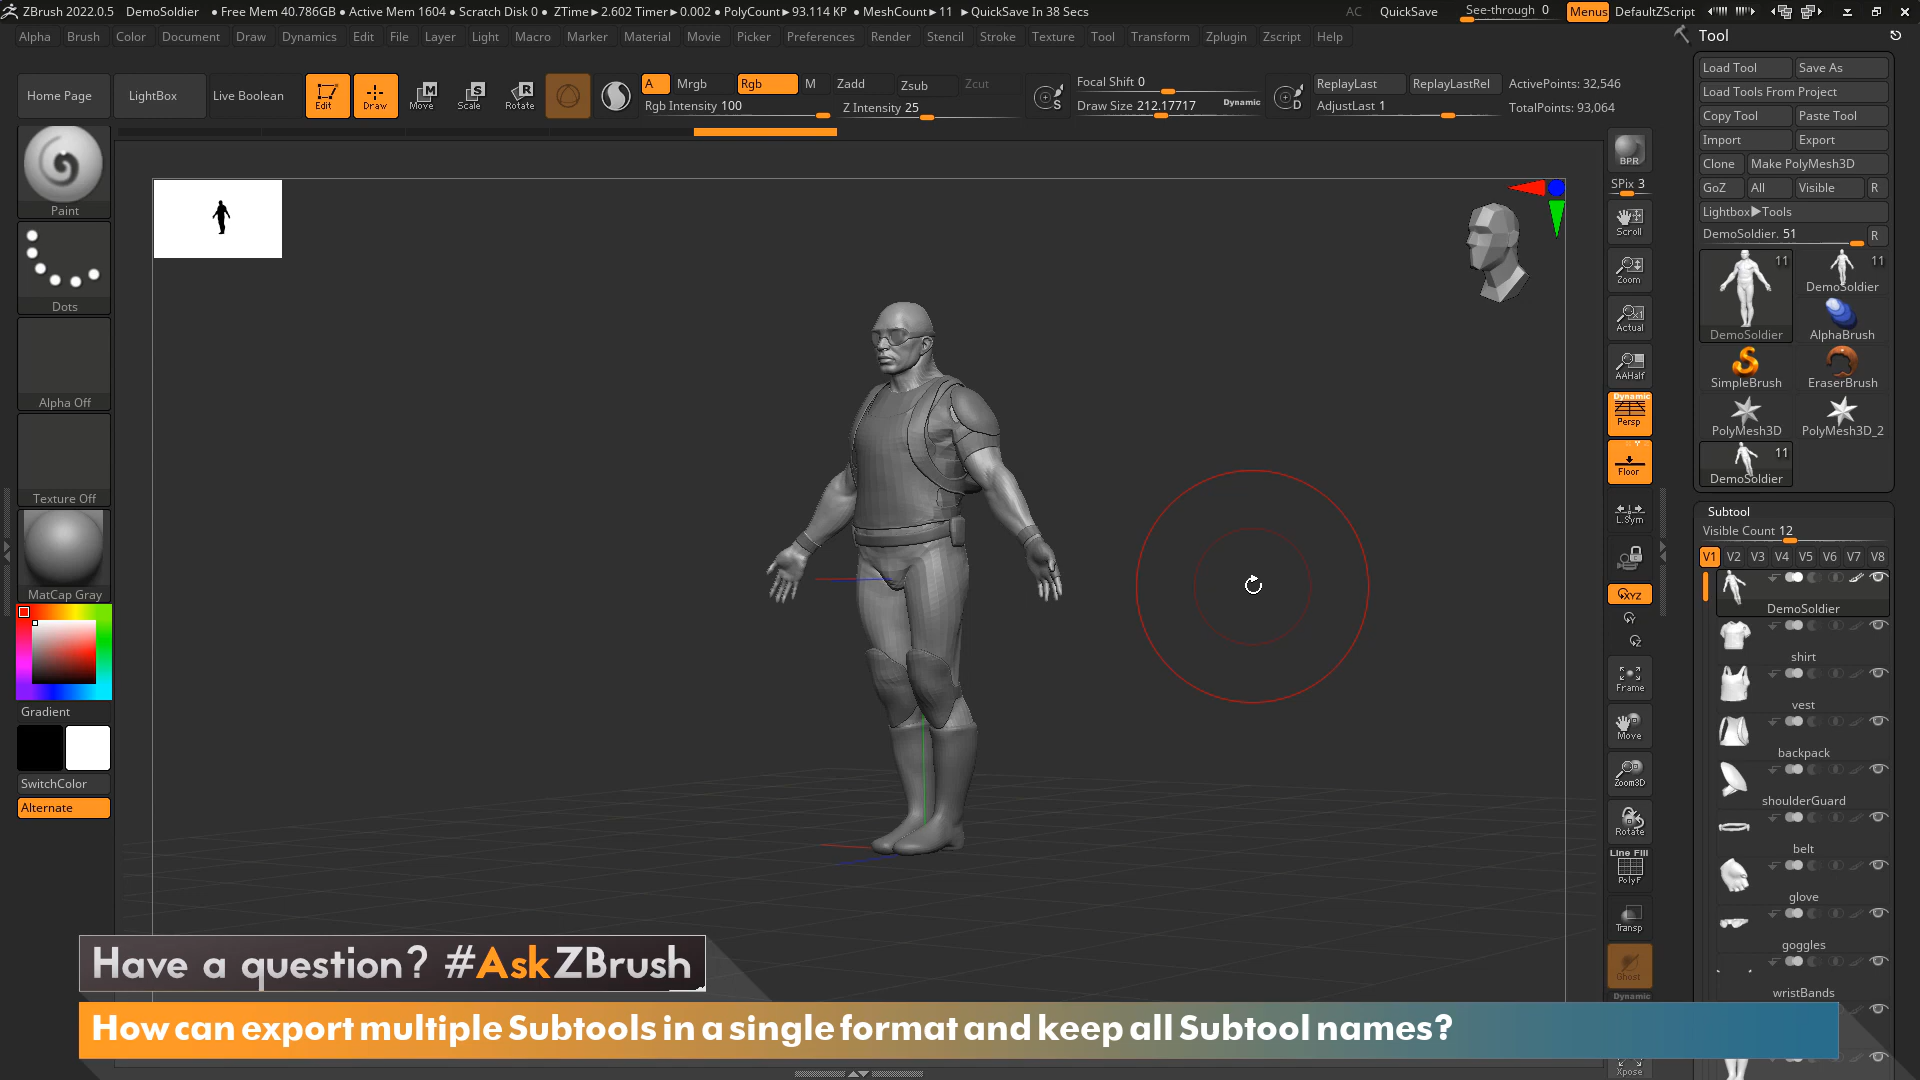 ZBrush 2022.0.5 DemoSoldier ● Free Mem 40.786GB ● Active Mem 1604 ● Scratch Disk 0 ● ZTime►2.602 Timer►0.002 ● PolyCount►93.114 KP ● MeshCount►11 ►QuickSave In 38 Secs AC QuickSave See-through 0 Menus DefaultZScript
Alpha Brush Color Document Draw Dynamics Edit File Layer Light Macro Marker Material Movie Picker Preferences Render Stencil Stroke Texture Tool Transform Zplugin Zscript Help
Home Page LightBox Live Boolean Edit Draw Move Scale Rotate
M S R
A Mrgb Rgb M Zadd Zsub Zcut
Rgb Intensity 100 Z Intensity 25
S
Focal Shift 0
Draw Size 212.17717 Dynamic
D
ReplayLast ReplayLastRel ActivePoints: 32,546
AdjustLast 1 TotalPoints: 93,064
Paint
Dots
Alpha Off
Texture Off
MatCap Gray
Gradient
SwitchColor
Alternate
BPR
SPix 3
Scroll
Zoom
Actual
AAHalf
Dynamic
Persp
Floor
L.Sym
XYZ
Y
Z
Frame
Move
Zoom3D
Rotate
Line Fill
PolyF
Transp
Ghost
Dynamic
Xpose
Tool
Load Tool Save As
Load Tools From Project
Copy Tool Paste Tool
Import Export
Clone Make PolyMesh3D
GoZ All Visible R
Lightbox►Tools
DemoSoldier. 51 R
11 11
DemoSoldier
DemoSoldier AlphaBrush
SimpleBrush EraserBrush
PolyMesh3D PolyMesh3D_2
11
DemoSoldier
Subtool
Visible Count 12
V1 V2 V3 V4 V5 V6 V7 V8
DemoSoldier
shirt
vest
backpack
shoulderGuard
belt
glove
goggles
wristBands
Have a question? #AskZBrush
How can export multiple Subtools in a single format and keep all Subtool names?